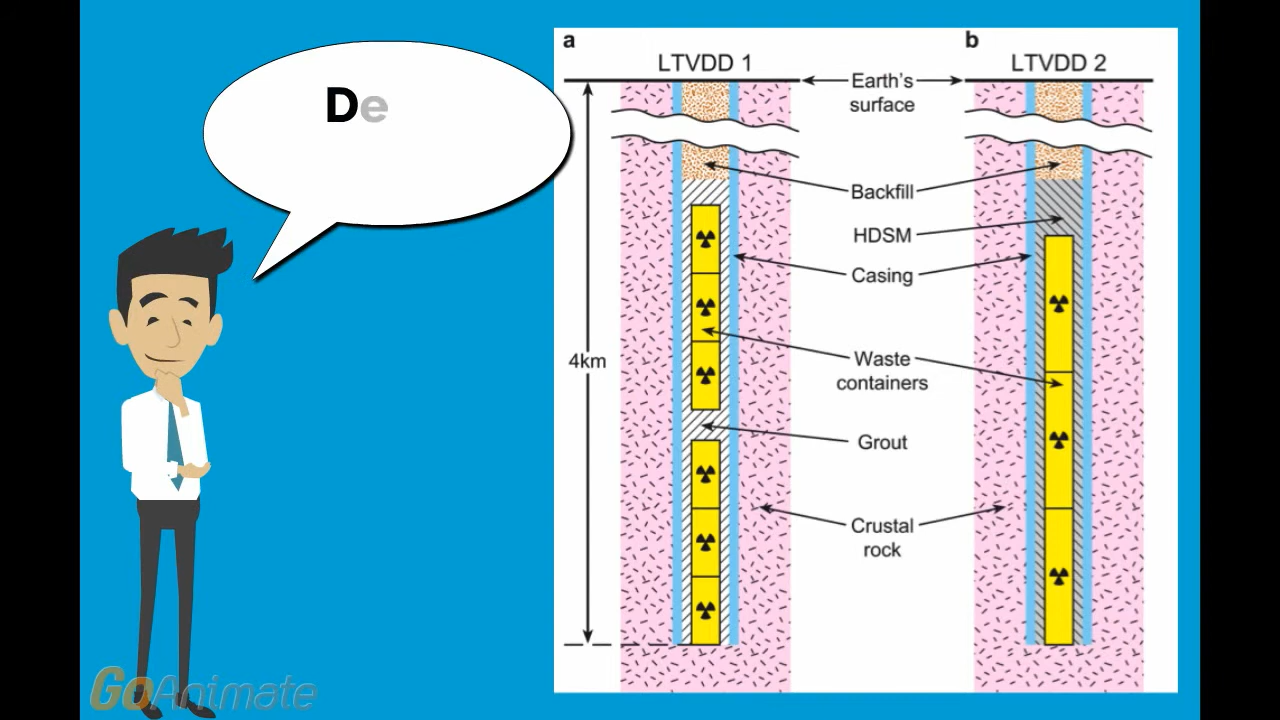 De
a
LTVDD 1
b
LTVDD 2
Earth's
surface
Backfill
HDSM
Casing
4km
Waste
containers
Grout
Crustal
rock
GoAnimate